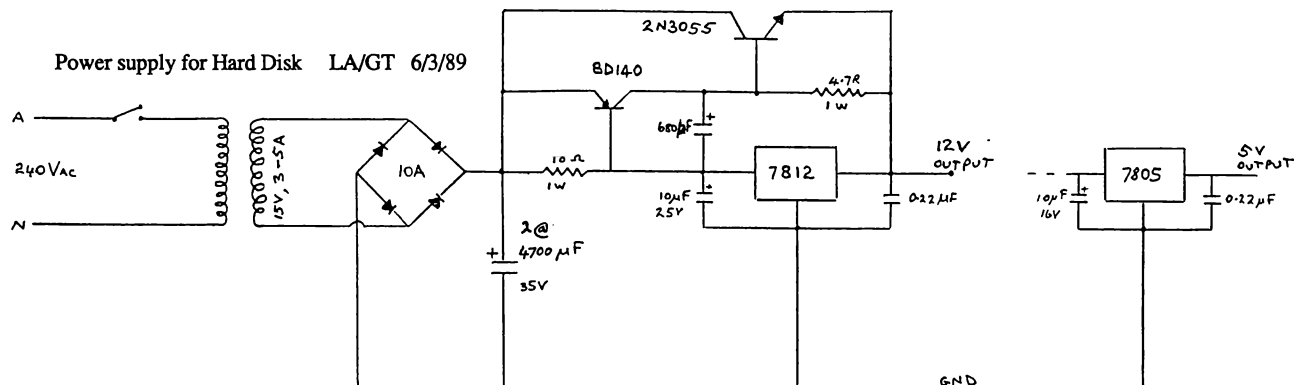 Power supply for Hard Disk LA/GT 6/3/89
2N3055
BD140
4.7R
1W
A
240VAC
N
15V, 3-5A
10A
10Ω
1W
680µF
10µF
25V
7812
12V
OUTPUT
0.22µF
2@
4700µF
35V
10µF
16V
7805
5V
OUTPUT
0.22µF
GND